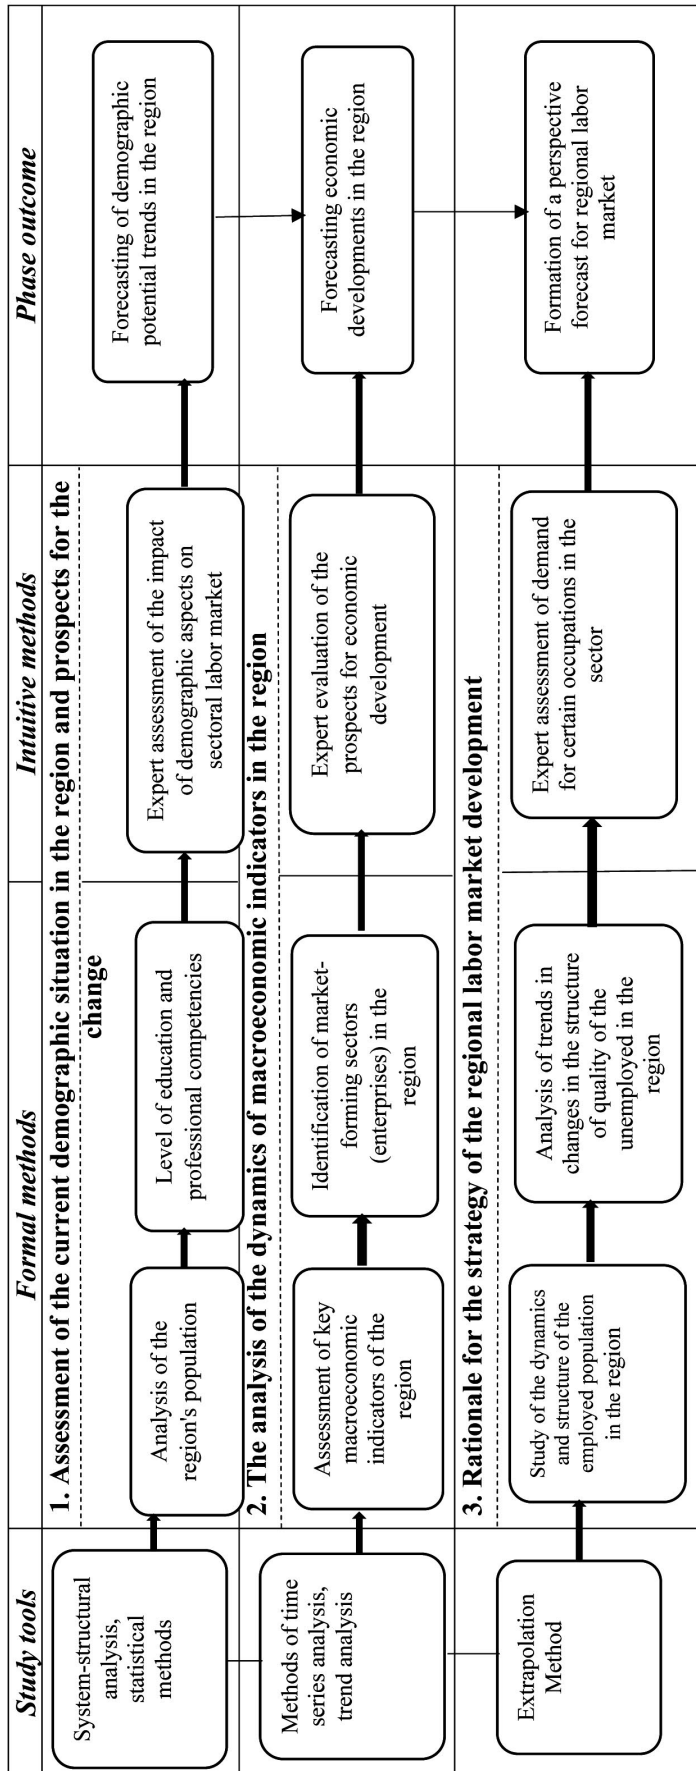 Study tools
Formal methods
Intuitive methods
Phase outcome
1. Assessment of the current demographic situation in the region and prospects for the
change
System-structural
analysis,
statistical
methods
Analysis of the
region's population
Level of education and
professional competencies
Expert assessment of the impact
of demographic aspects on
sectoral labor market
Forecasting of demographic
potential trends in the region
2. The analysis of the dynamics of macroeconomic indicators in the region
Methods of time
series analysis,
trend analysis
Assessment of key
macroeconomic
indicators of the
region
Identification of market-
forming sectors
(enterprises) in the
region
Expert evaluation of the
prospects for economic
development
Forecasting economic
developments in the region
3. Rationale for the strategy of the regional labor market development
Extrapolation
Method
Study of the dynamics
and structure of the
employed population
in the region
Analysis of trends in
changes in the structure
of quality of the
unemployed in the
region
Expert assessment of demand
for certain occupations in the
sector
Formation of a perspective
forecast for regional labor
market